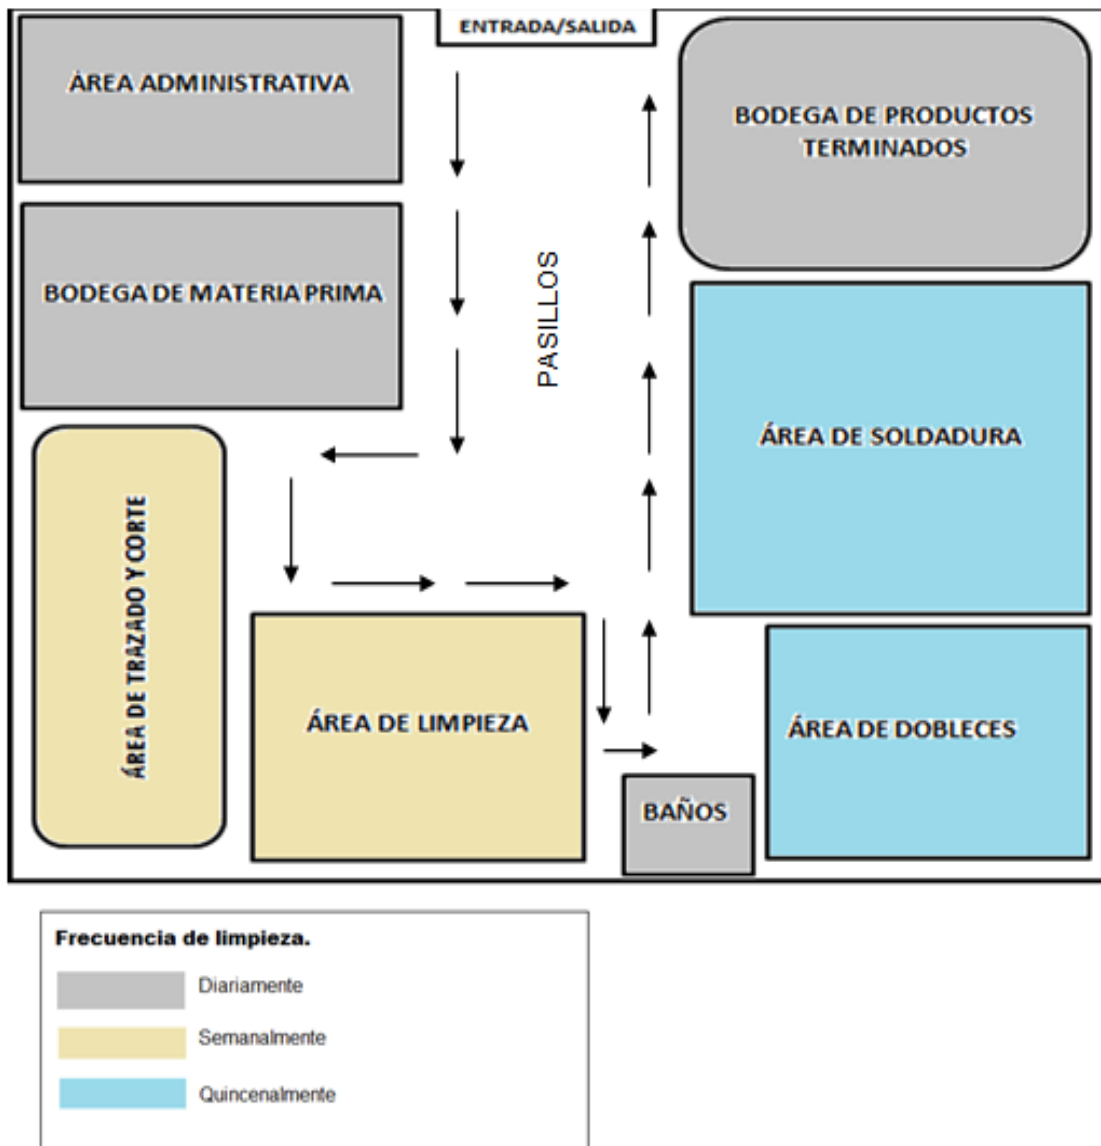 ENTRADA/SALIDA
ÁREA ADMINISTRATIVA
BODEGA DE PRODUCTOS
TERMINADOS
BODEGA DE MATERIA PRIMA
PASILLOS
ÁREA DE SOLDADURA
ÁREA DE TRAZADO Y CORTE
ÁREA DE LIMPIEZA
ÁREA DE DOBLECES
BAÑOS
Frecuencia de limpieza.
Diariamente
Semanalmente
Quincenalmente